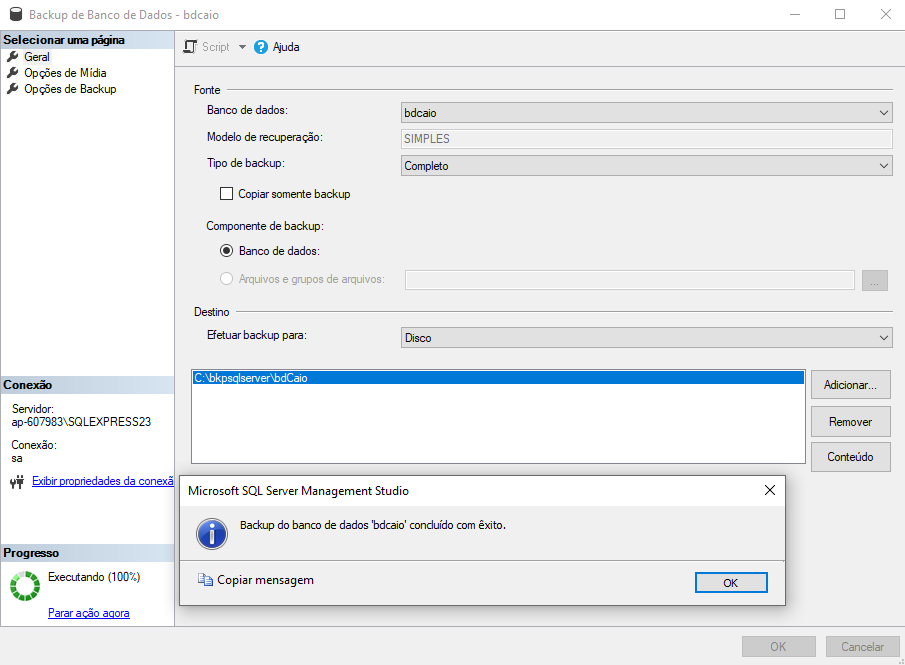 Backup de Banco de Dados - bdcaio
Selecionar uma página
Geral
Opções de Mídia
Opções de Backup
Script
Ajuda
Fonte
Banco de dados:
bdcaio
Modelo de recuperação:
SIMPLES
Tipo de backup:
Completo
Copiar somente backup
Componente de backup:
Banco de dados:
Arquivos e grupos de arquivos:
...
Destino
Efetuar backup para:
Disco
C:\bkpsqlserver\bdCaio
Adicionar...
Remover
Conteúdo
Conexão
Servidor:
ap-607983\SQLEXPRESS23
Conexão:
sa
Exibir propriedades da conexã
Progresso
Executando (100%)
Parar ação agora
Microsoft SQL Server Management Studio
Backup do banco de dados 'bdcaio' concluído com êxito.
Copiar mensagem
OK
OK
Cancelar